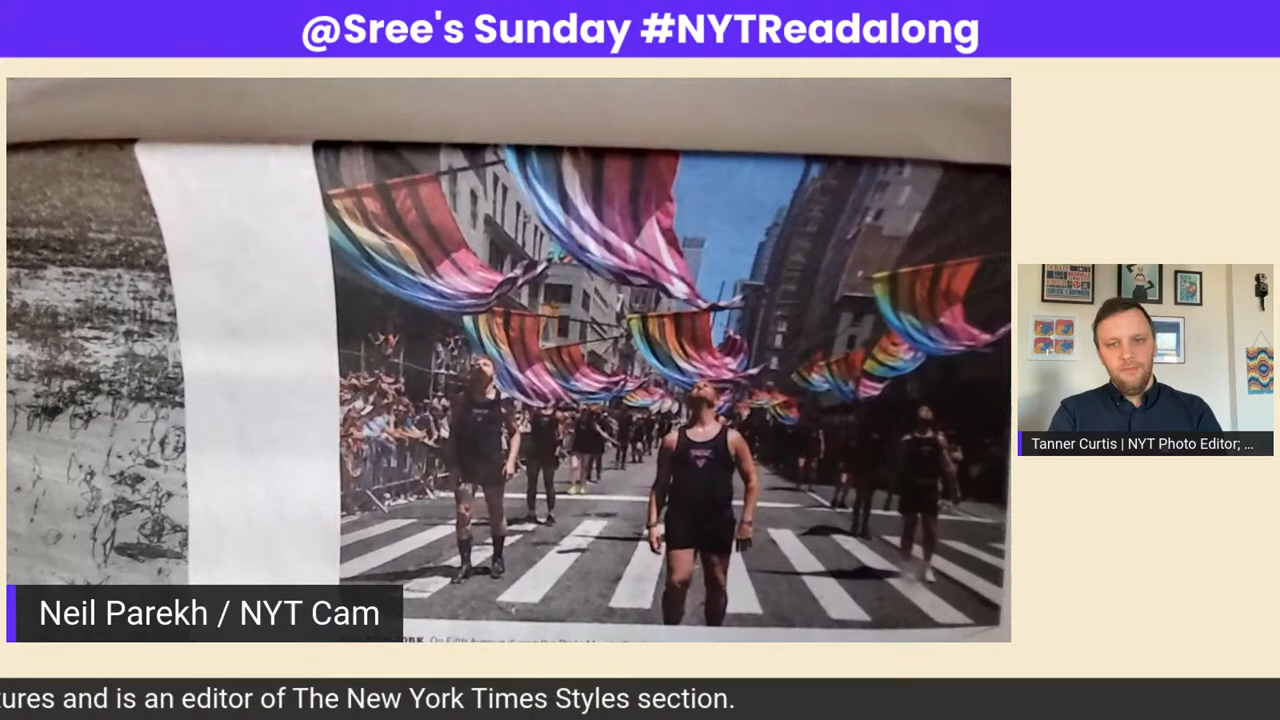 @Sree's Sunday #NYTReadalong
Tanner Curtis | NYT Photo Editor; ...
Neil Parekh / NYT Cam
tures and is an editor of The New York Times Styles section.